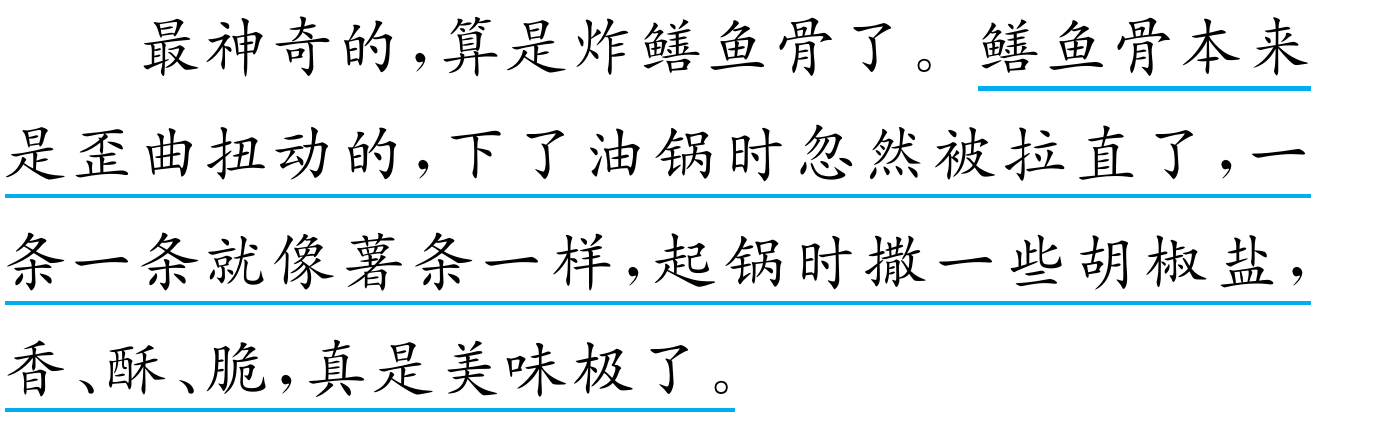 最神奇的，算是炸鳝鱼骨了。鳝鱼骨本来
是歪曲扭动的，下了油锅时忽然被拉直了，一
条一条就像薯条一样，起锅时撒一些胡椒盐，
香、酥、脆，真是美味极了。